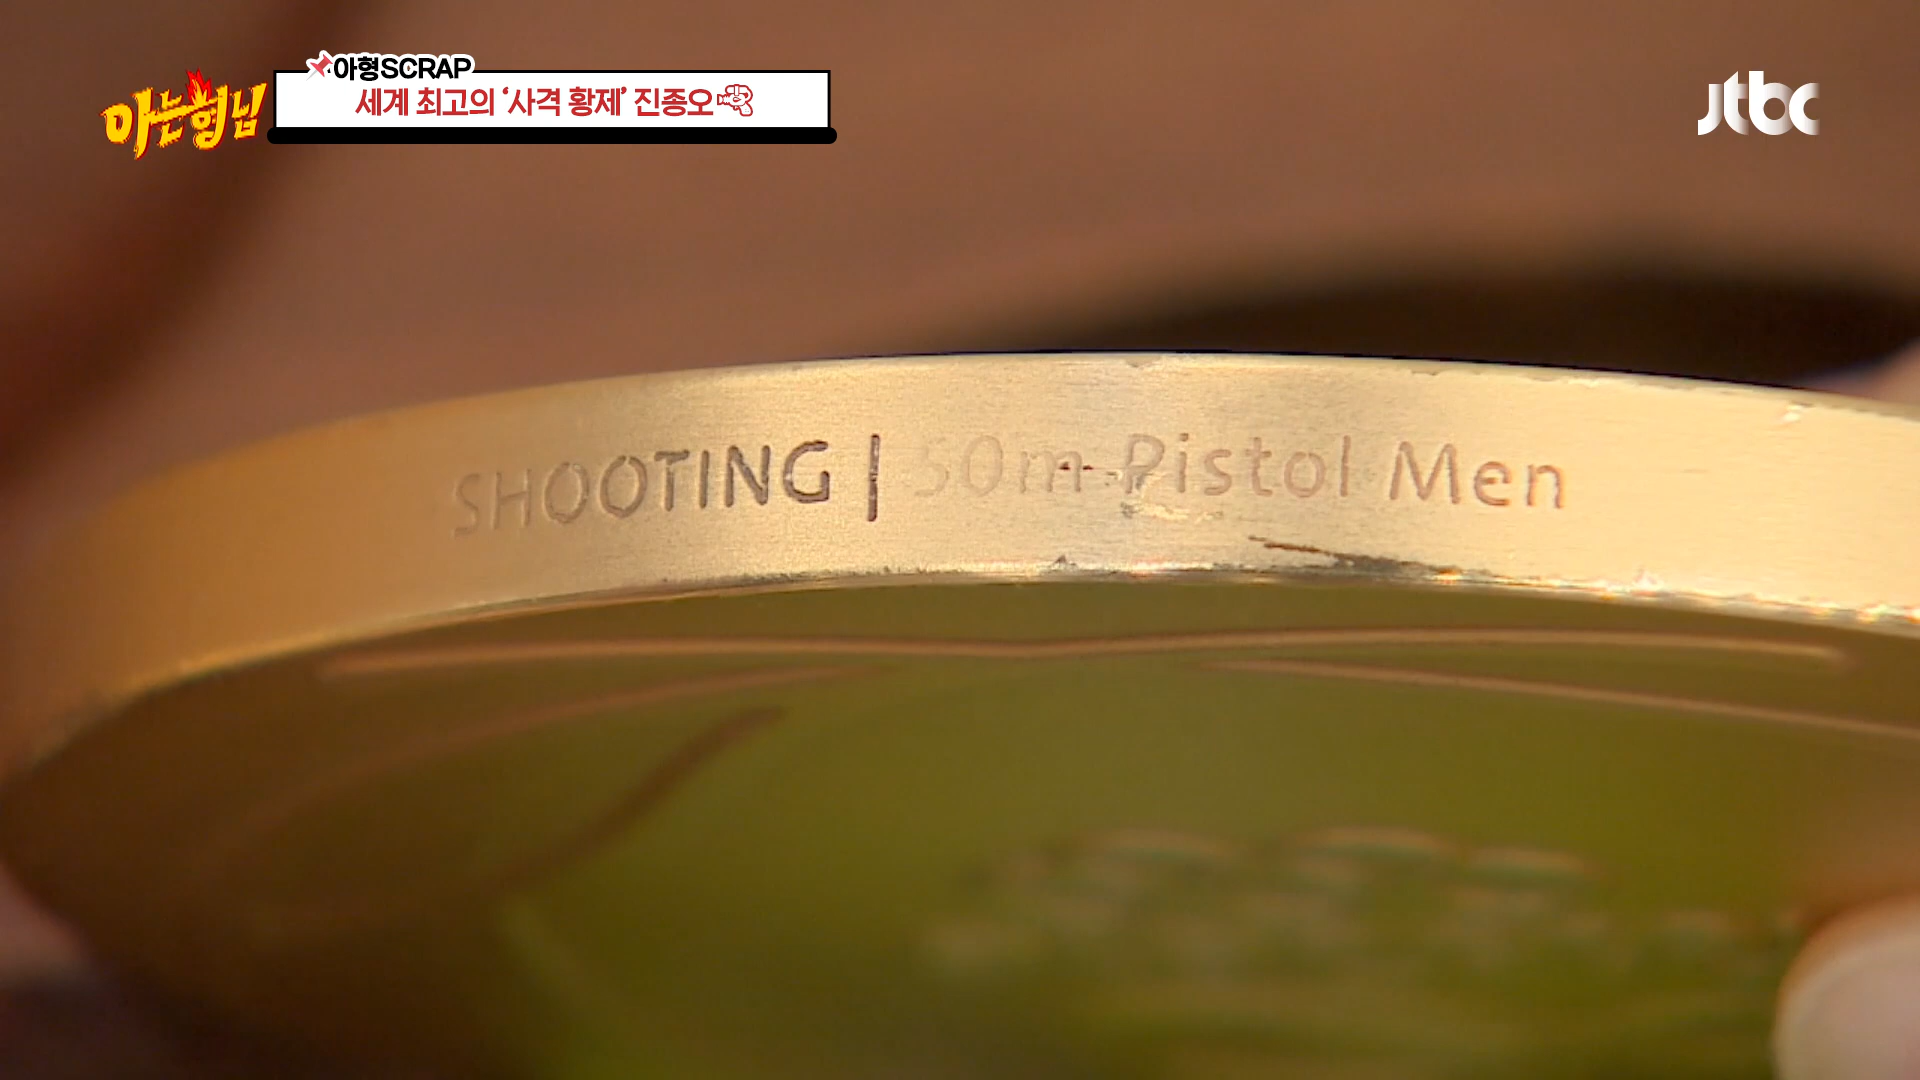 아는형님
아형SCRAP
세계 최고의 ‘사격 황제’ 진종오
jtbc
SHOOTING | 50m Pistol Men